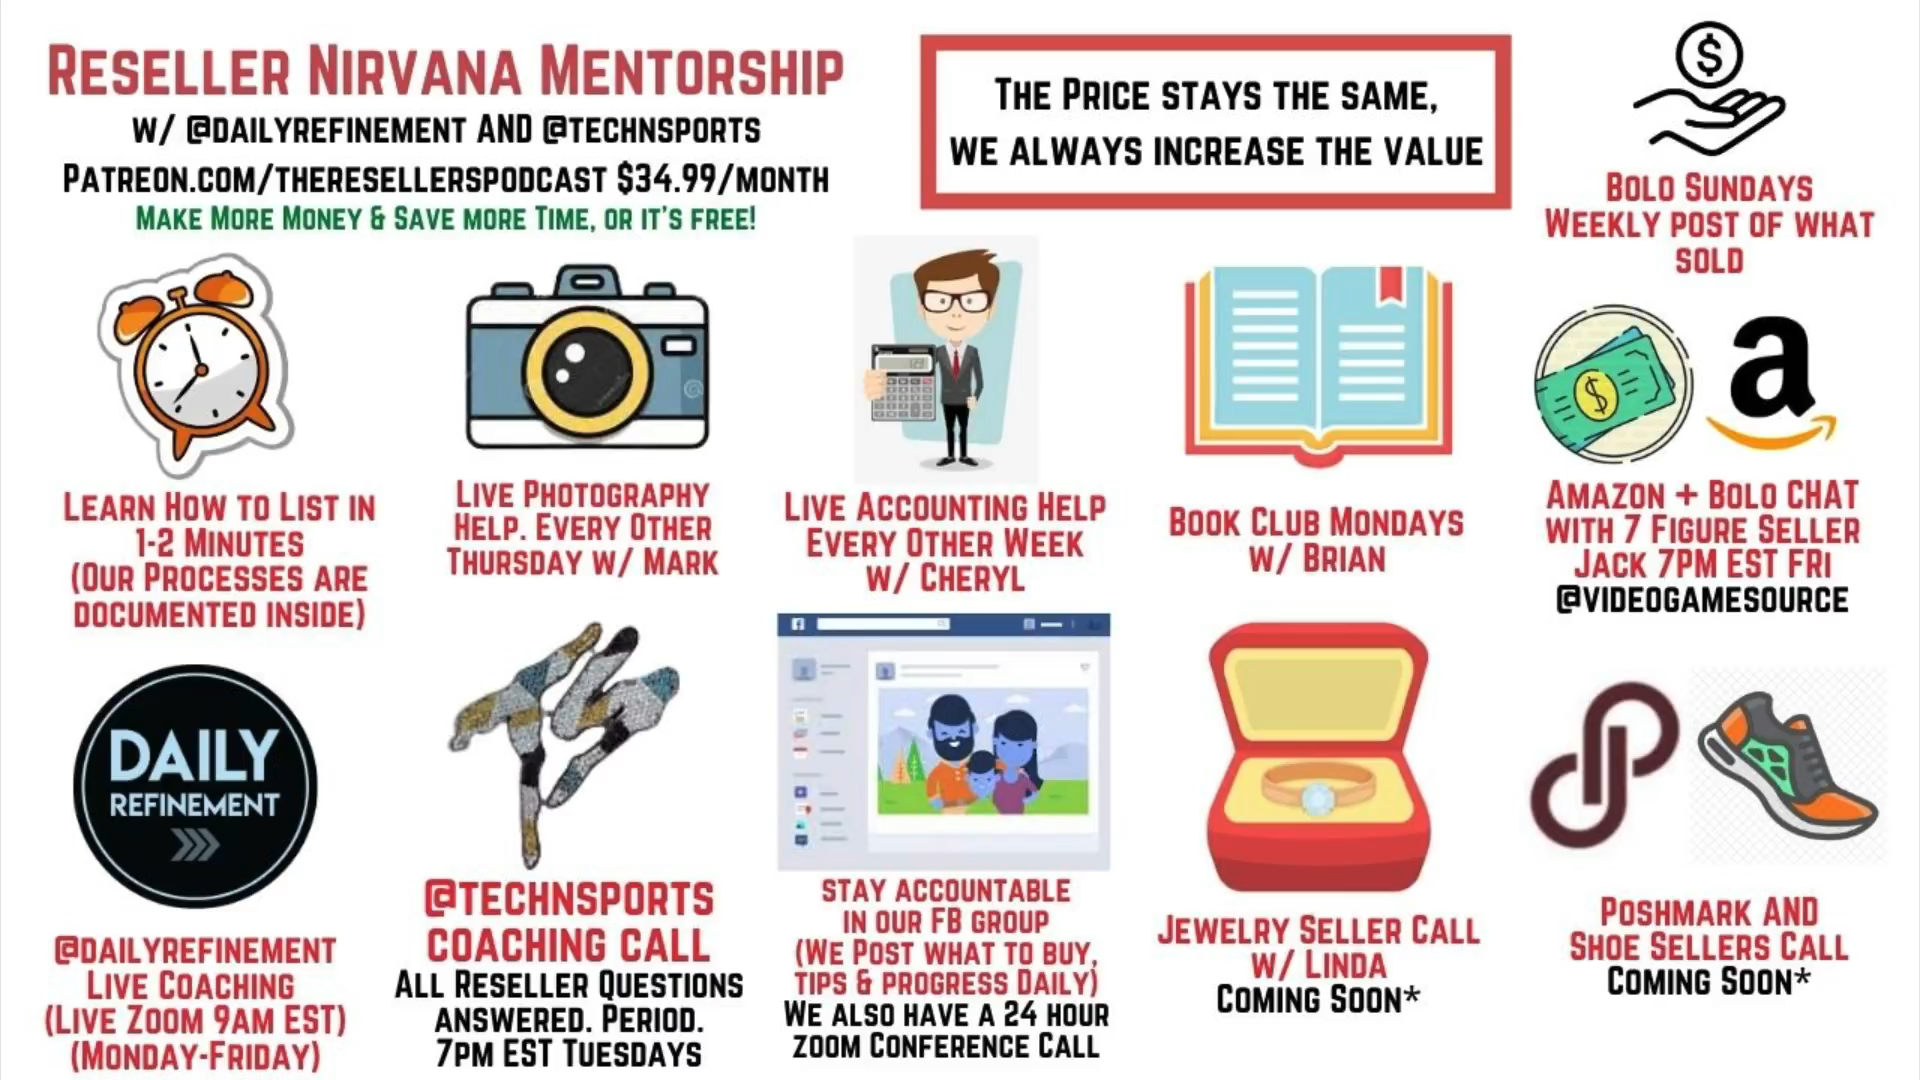 Reseller Nirvana Mentorship
w/ @dailyrefinement AND @technsports
Patreon.com/theresellerspodcast $34.99/month
Make More Money & Save more Time, or it's free!
The Price stays the same,
we always increase the value
$
Bolo Sundays
Weekly post of what
sold
Learn How to List in
1-2 Minutes
(Our Processes are
documented inside)
Live Photography
Help. Every Other
Thursday w/ Mark
Live Accounting Help
Every Other Week
w/ Cheryl
Book Club Mondays
w/ Brian
$
a
Amazon + Bolo chat
with 7 Figure Seller
Jack 7pm EST Fri
@videogamesource
DAILY
REFINEMENT
@dailyrefinement
Live Coaching
(Live Zoom 9am EST)
(Monday-Friday)
TS
@technsports
coaching call
All Reseller Questions
answered. Period.
7pm EST Tuesdays
f
stay accountable
in our FB group
(We Post what to buy,
tips & progress Daily)
We also have a 24 hour
zoom Conference Call
Jewelry Seller Call
w/ Linda
coming Soon*
Poshmark and
Shoe Sellers Call
Coming Soon*